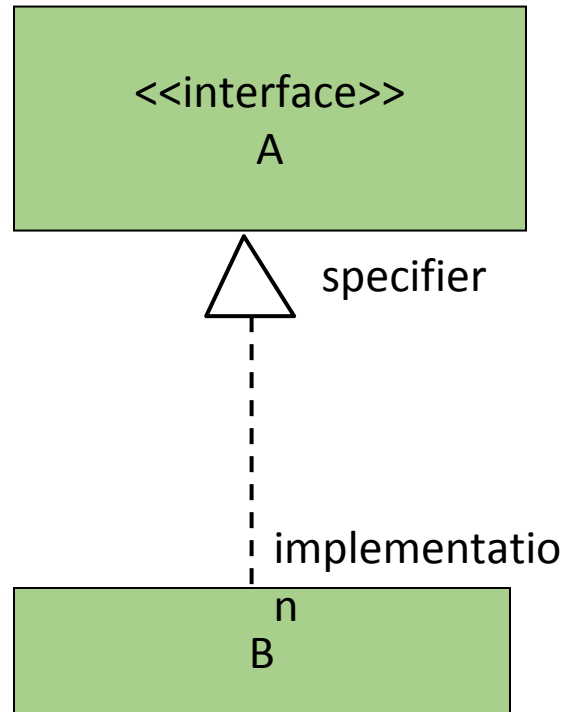 <<interface>>
A
specifier
implementatio
n
B